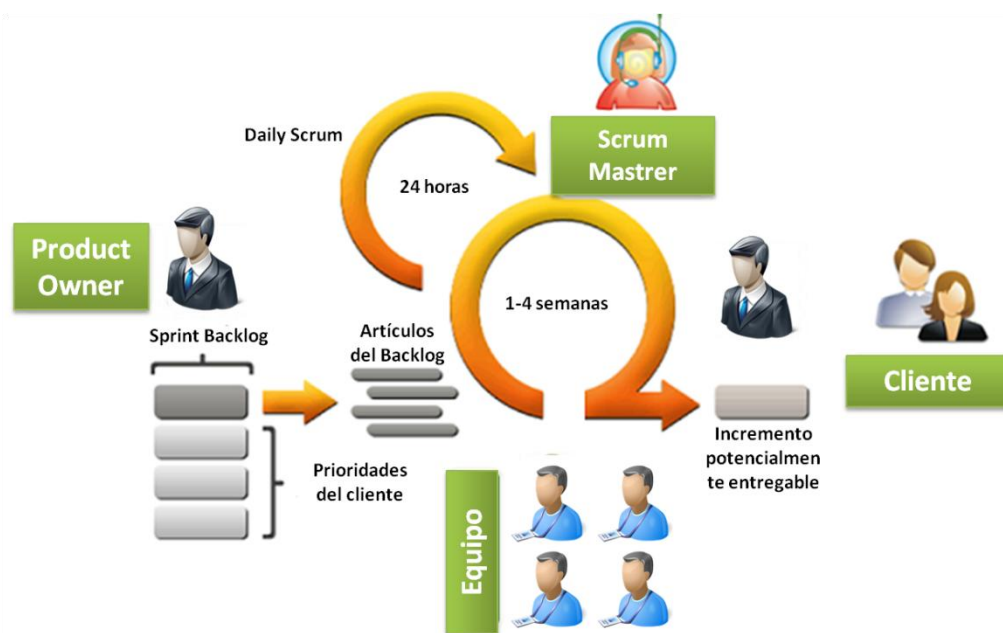 Daily Scrum
24 horas
Scrum
Mastrer
Product
Owner
1-4 semanas
Sprint Backlog
Artículos
del Backlog
Cliente
Prioridades
del cliente
Incremento
potencialmen
te entregable
Equipo